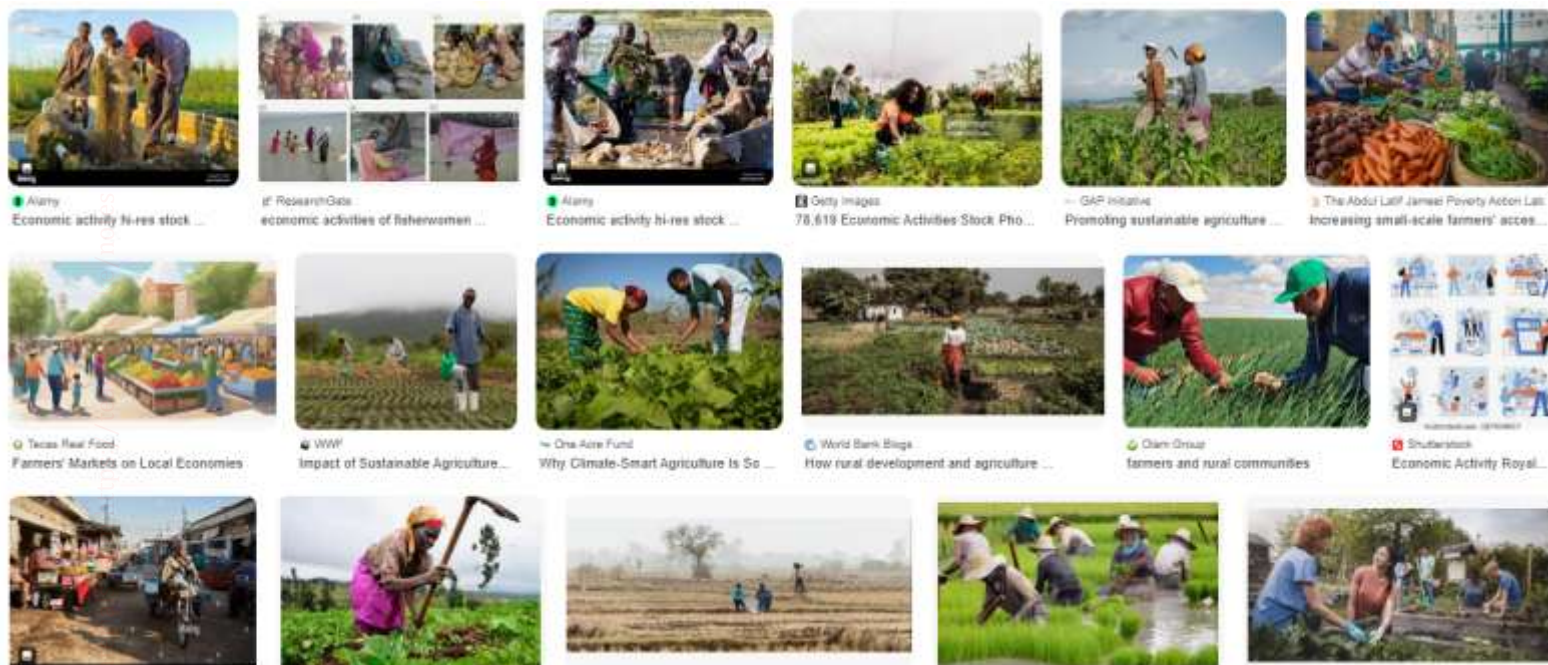 Alamy
Economic activity hi-res stock ...
ResearchGate
economic activities of fisherwomen ...
Alamy
Economic activity hi-res stock ...
Getty Images
78,619 Economic Activities Stock Pho...
GAP Initiative
Promoting sustainable agriculture ...
The Abdul Latif Jameel Poverty Action Lab
Increasing small-scale farmers' acces...
Texas Real Food
Farmers' Markets on Local Economies
WWF
Impact of Sustainable Agriculture...
One Acre Fund
Why Climate-Smart Agriculture Is So ...
World Bank Blogs
How rural development and agriculture ...
Olam Group
farmers and rural communities
Shutterstock
Economic Activity Royal...